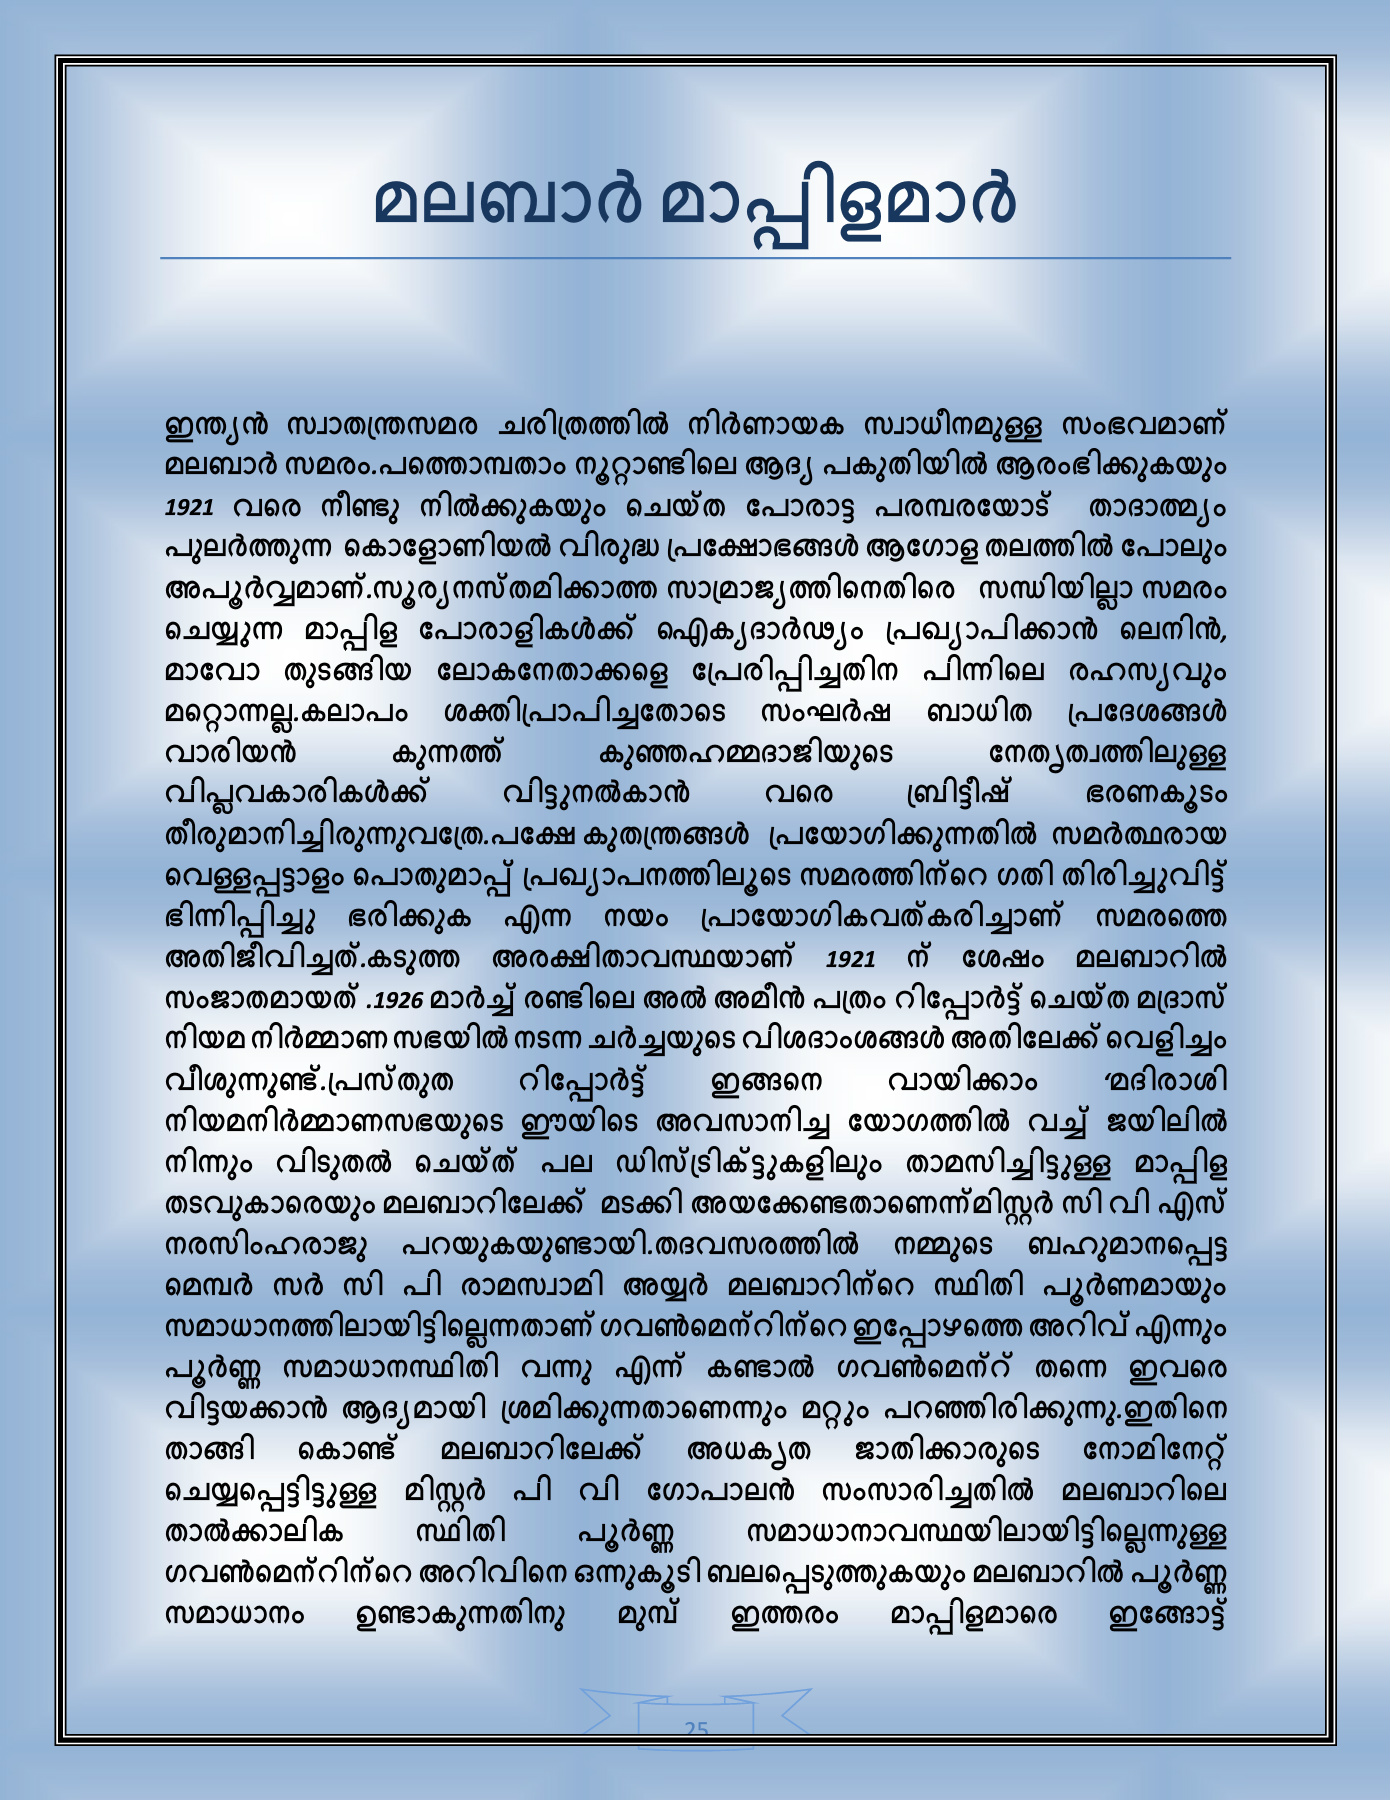 മലബാർ മാപ്പിളമാർ
ഇന്ത്യൻ സ്വാതന്ത്രസമര ചരിത്രത്തിൽ നിർണായക സ്വാധീനമുള്ള സംഭവമാണ്
മലബാർ സമരം.പത്തൊമ്പതാം നൂറ്റാണ്ടിലെ ആദ്യ പകുതിയിൽ ആരംഭിക്കുകയും
1921 വരെ നീണ്ടു നിൽക്കുകയും ചെയ്ത പോരാട്ട പരമ്പരയോട് താദാത്മ്യം
പുലർത്തുന്ന കൊളോണിയൽ വിരുദ്ധ പ്രക്ഷോഭങ്ങൾ ആഗോള തലത്തിൽ പോലും
അപൂർവ്വമാണ്.സൂര്യനസ്തമിക്കാത്ത സാമ്രാജ്യത്തിനെതിരെ സന്ധിയില്ലാ സമരം
ചെയ്യുന്ന മാപ്പിള പോരാളികൾക്ക് ഐക്യദാർഢ്യം പ്രഖ്യാപിക്കാൻ ലെനിൻ,
മാവോ തുടങ്ങിയ ലോകനേതാക്കളെ പ്രേരിപ്പിച്ചതിന പിന്നിലെ രഹസ്യവും
മറ്റൊന്നല്ല.കലാപം ശക്തിപ്രാപിച്ചതോടെ സംഘർഷ ബാധിത പ്രദേശങ്ങൾ
വാരിയൻ കുന്നത്ത് കുഞ്ഞഹമ്മദാജിയുടെ നേതൃത്വത്തിലുള്ള
വിപ്ലവകാരികൾക്ക് വിട്ടുനൽകാൻ വരെ ബ്രിട്ടീഷ് ഭരണകൂടം
തീരുമാനിച്ചിരുന്നുവത്രേ.പക്ഷേ കുതന്ത്രങ്ങൾ പ്രയോഗിക്കുന്നതിൽ സമർത്ഥരായ
വെള്ളപ്പട്ടാളം പൊതുമാപ്പ് പ്രഖ്യാപനത്തിലൂടെ സമരത്തിന്റെ ഗതി തിരിച്ചുവിട്ട്
ഭിന്നിപ്പിച്ചു ഭരിക്കുക എന്ന നയം പ്രായോഗികവത്കരിച്ചാണ് സമരത്തെ
അതിജീവിച്ചത്.കടുത്ത അരക്ഷിതാവസ്ഥയാണ് 1921 ന് ശേഷം മലബാറിൽ
സംജാതമായത് .1926 മാർച്ച് രണ്ടിലെ അൽ അമീൻ പത്രം റിപ്പോർട്ട് ചെയ്ത മദ്രാസ്
നിയമ നിർമ്മാണ സഭയിൽ നടന്ന ചർച്ചയുടെ വിശദാംശങ്ങൾ അതിലേക്ക് വെളിച്ചം
വീശുന്നുണ്ട്.പ്രസ്തുത റിപ്പോർട്ട് ഇങ്ങനെ വായിക്കാം ‘മദിരാശി
നിയമനിർമ്മാണസഭയുടെ ഈയിടെ അവസാനിച്ച യോഗത്തിൽ വച്ച് ജയിലിൽ
നിന്നും വിടുതൽ ചെയ്ത് പല ഡിസ്ട്രിക്ട്ടുകളിലും താമസിച്ചിട്ടുള്ള മാപ്പിള
തടവുകാരെയും മലബാറിലേക്ക് മടക്കി അയക്കേണ്ടതാണെന്ന്മിസ്റ്റർ സി വി എസ്
നരസിംഹരാജു പറയുകയുണ്ടായി.തദവസരത്തിൽ നമ്മുടെ ബഹുമാനപ്പെട്ട
മെമ്പർ സർ സി പി രാമസ്വാമി അയ്യർ മലബാറിന്റെ സ്ഥിതി പൂർണമായും
സമാധാനത്തിലായിട്ടില്ലെന്നതാണ് ഗവൺമെന്റിന്റെ ഇപ്പോഴത്തെ അറിവ് എന്നും
പൂർണ്ണ സമാധാനസ്ഥിതി വന്നു എന്ന് കണ്ടാൽ ഗവൺമെന്റ് തന്നെ ഇവരെ
വിട്ടയക്കാൻ ആദ്യമായി ശ്രമിക്കുന്നതാണെന്നും മറ്റും പറഞ്ഞിരിക്കുന്നു.ഇതിനെ
താങ്ങി കൊണ്ട് മലബാറിലേക്ക് അധകൃത ജാതിക്കാരുടെ നോമിനേറ്റ്
ചെയ്യപ്പെട്ടിട്ടുള്ള മിസ്റ്റർ പി വി ഗോപാലൻ സംസാരിച്ചതിൽ മലബാറിലെ
താൽക്കാലിക സ്ഥിതി പൂർണ്ണ സമാധാനാവസ്ഥയിലായിട്ടില്ലെന്നുള്ള
ഗവൺമെന്റിന്റെ അറിവിനെ ഒന്നുകൂടി ബലപ്പെടുത്തുകയും മലബാറിൽ പൂർണ്ണ
സമാധാനം ഉണ്ടാകുന്നതിനു മുമ്പ് ഇത്തരം മാപ്പിളമാരെ ഇങ്ങോട്ട്
25